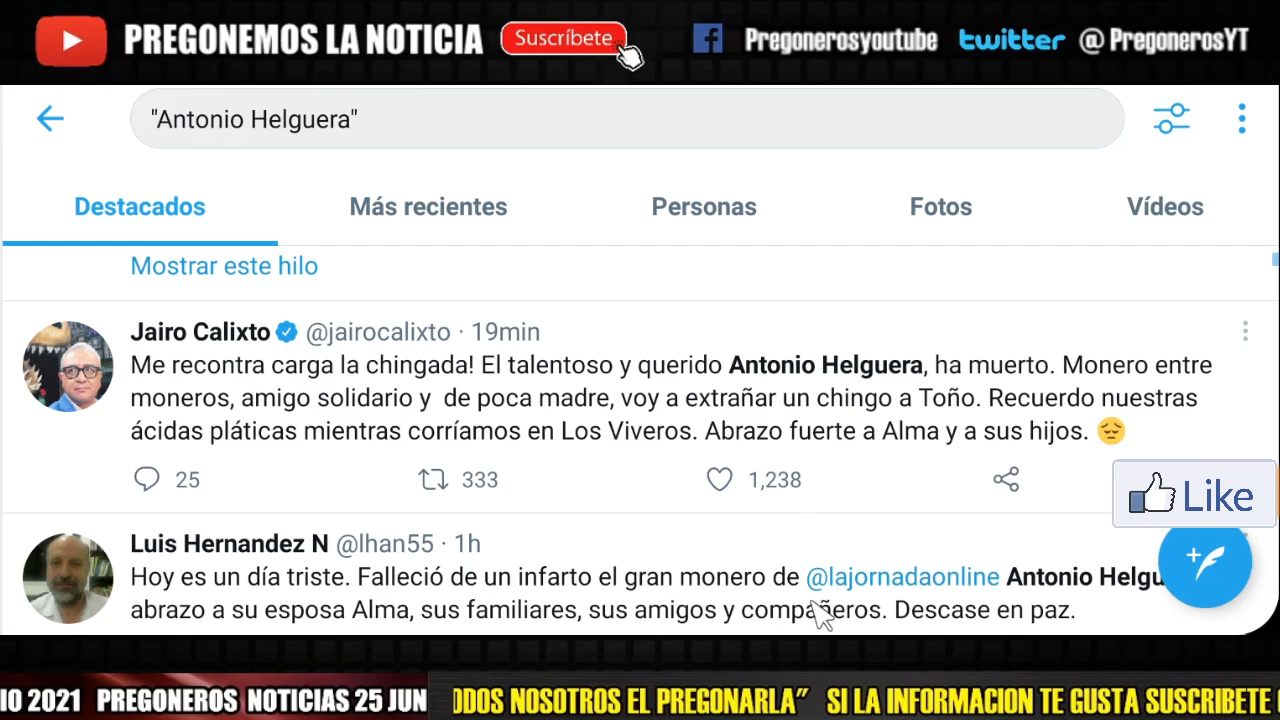 PREGONEMOS LA NOTICIA Suscríbete Pregonerosyoutube twitter @ PregonerosYT
"Antonio Helguera"
Destacados Más recientes Personas Fotos Vídeos
Mostrar este hilo
Jairo Calixto @jairocalixto · 19min
Me recontra carga la chingada! El talentoso y querido Antonio Helguera, ha muerto. Monero entre
moneros, amigo solidario y de poca madre, voy a extrañar un chingo a Toño. Recuerdo nuestras
ácidas pláticas mientras corríamos en Los Viveros. Abrazo fuerte a Alma y a sus hijos. 😔
25 333 1,238
Like
Luis Hernandez N @lhan55 · 1h
Hoy es un día triste. Falleció de un infarto el gran monero de @lajornadaonline Antonio Helgu
abrazo a su esposa Alma, sus familiares, sus amigos y compañeros. Descase en paz.
IO 2021 PREGONEROS NOTICIAS 25 JUN ODOS NOSOTROS EL PREGONARLA" SI LA INFORMACION TE GUSTA SUSCRIBETE